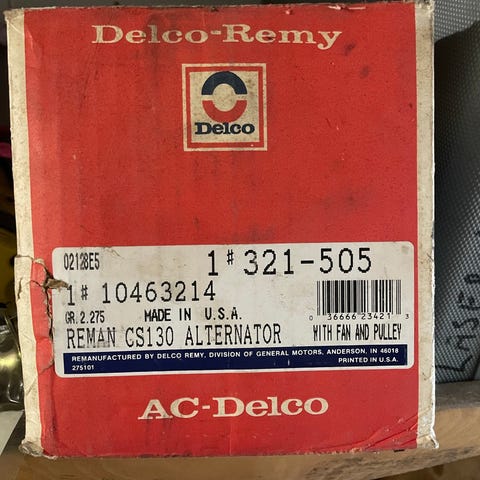 Delco-Remy
Delco
02128E5
1# 321-505
1# 10463214
GR.2.275 MADE IN U.S.A.
0 36666 23421 3
REMAN CS130 ALTERNATOR WITH FAN AND PULLEY
REMANUFACTURED BY DELCO REMY, DIVISION OF GENERAL MOTORS, ANDERSON, IN 46018
275101 PRINTED IN U.S.A.
AC-Delco